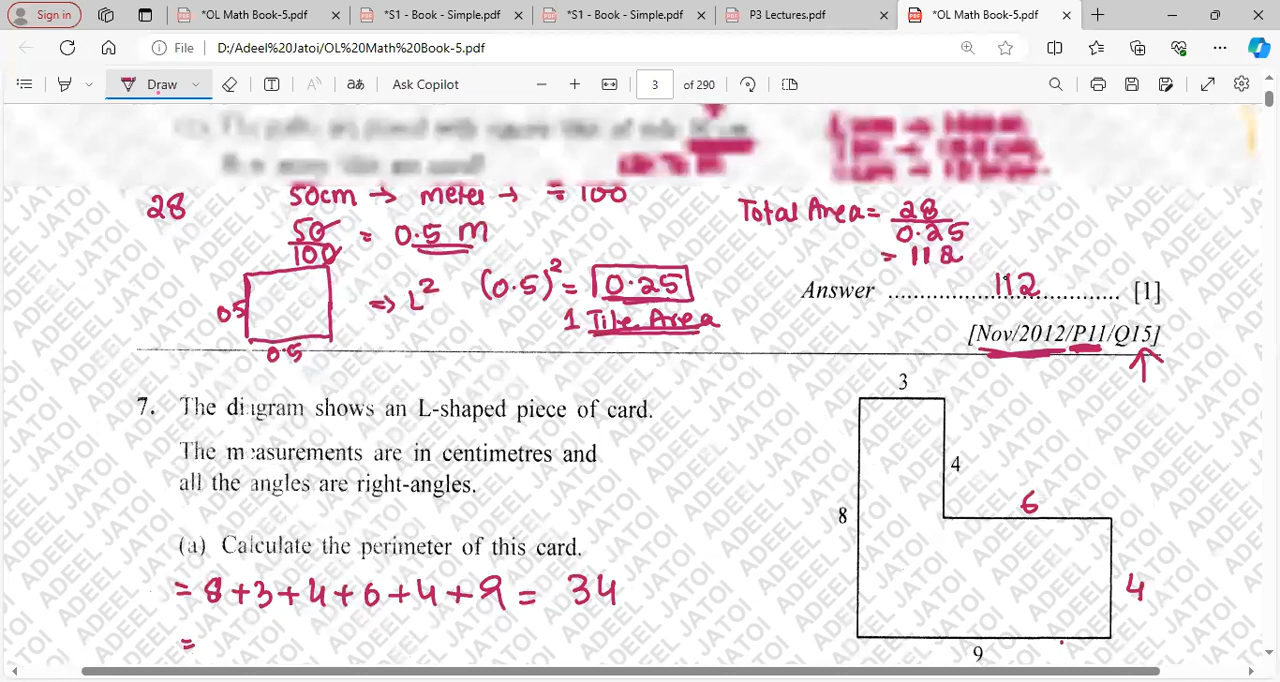 Sign in
*OL Math Book-5.pdf
*S1 - Book - Simple.pdf
*S1 - Book - Simple.pdf
P3 Lectures.pdf
*OL Math Book-5.pdf
File D:/Adeel%20Jatoi/OL%20Math%20Book-5.pdf
Draw
aあ
Ask Copilot
3 of 290
28
50cm → meter → ÷ 100
50/100 = 0.5 M
Total Area = 28/0.25
= 112
0.5
0.5
⇒ L²
(0.5)² = 0.25
1 Tile Area
Answer ........ 112 ........ [1]
[Nov/2012/P11/Q15]
7. The diagram shows an L-shaped piece of card.
The measurements are in centimetres and
all the angles are right-angles.
(a) Calculate the perimeter of this card.
= 8+3+4+6+4+9 = 34
=
3
4
6
8
4
9
ADEEL JATOI